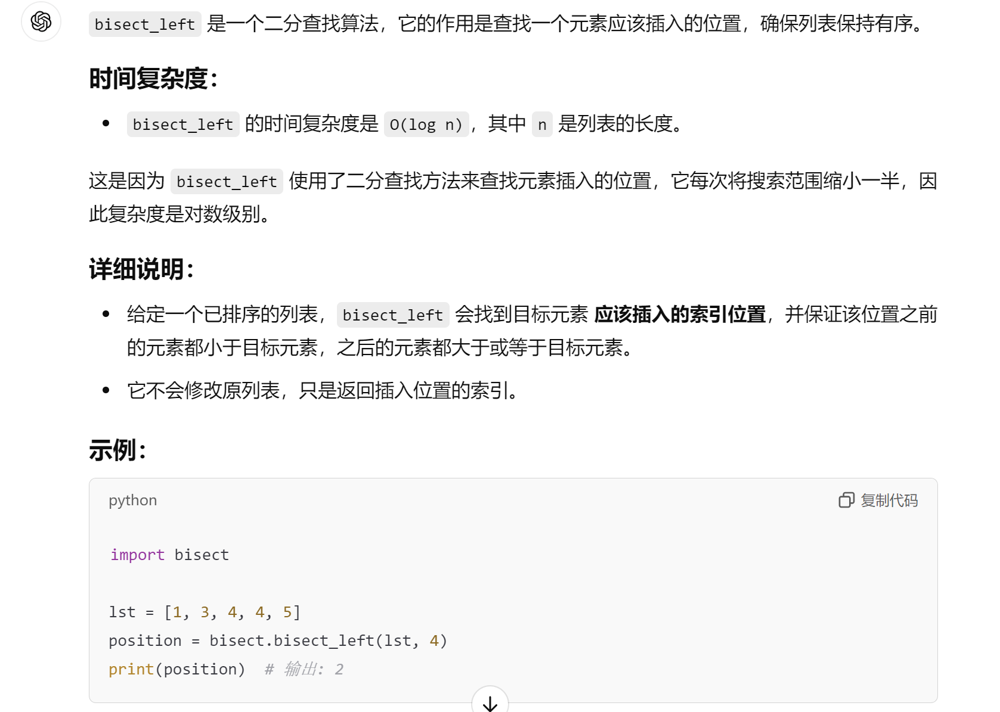 bisect_left 是一个二分查找算法，它的作用是查找一个元素应该插入的位置，确保列表保持有序。
时间复杂度：
• bisect_left 的时间复杂度是 O(log n)，其中 n 是列表的长度。
这是因为 bisect_left 使用了二分查找方法来查找元素插入的位置，它每次将搜索范围缩小一半，因
此复杂度是对数级别。
详细说明：
• 给定一个已排序的列表，bisect_left 会找到目标元素 应该插入的索引位置，并保证该位置之前
的元素都小于目标元素，之后的元素都大于或等于目标元素。
• 它不会修改原列表，只是返回插入位置的索引。
示例：
python 复制代码
import bisect
lst = [1, 3, 4, 4, 5]
position = bisect.bisect_left(lst, 4)
print(position)  # 输出: 2